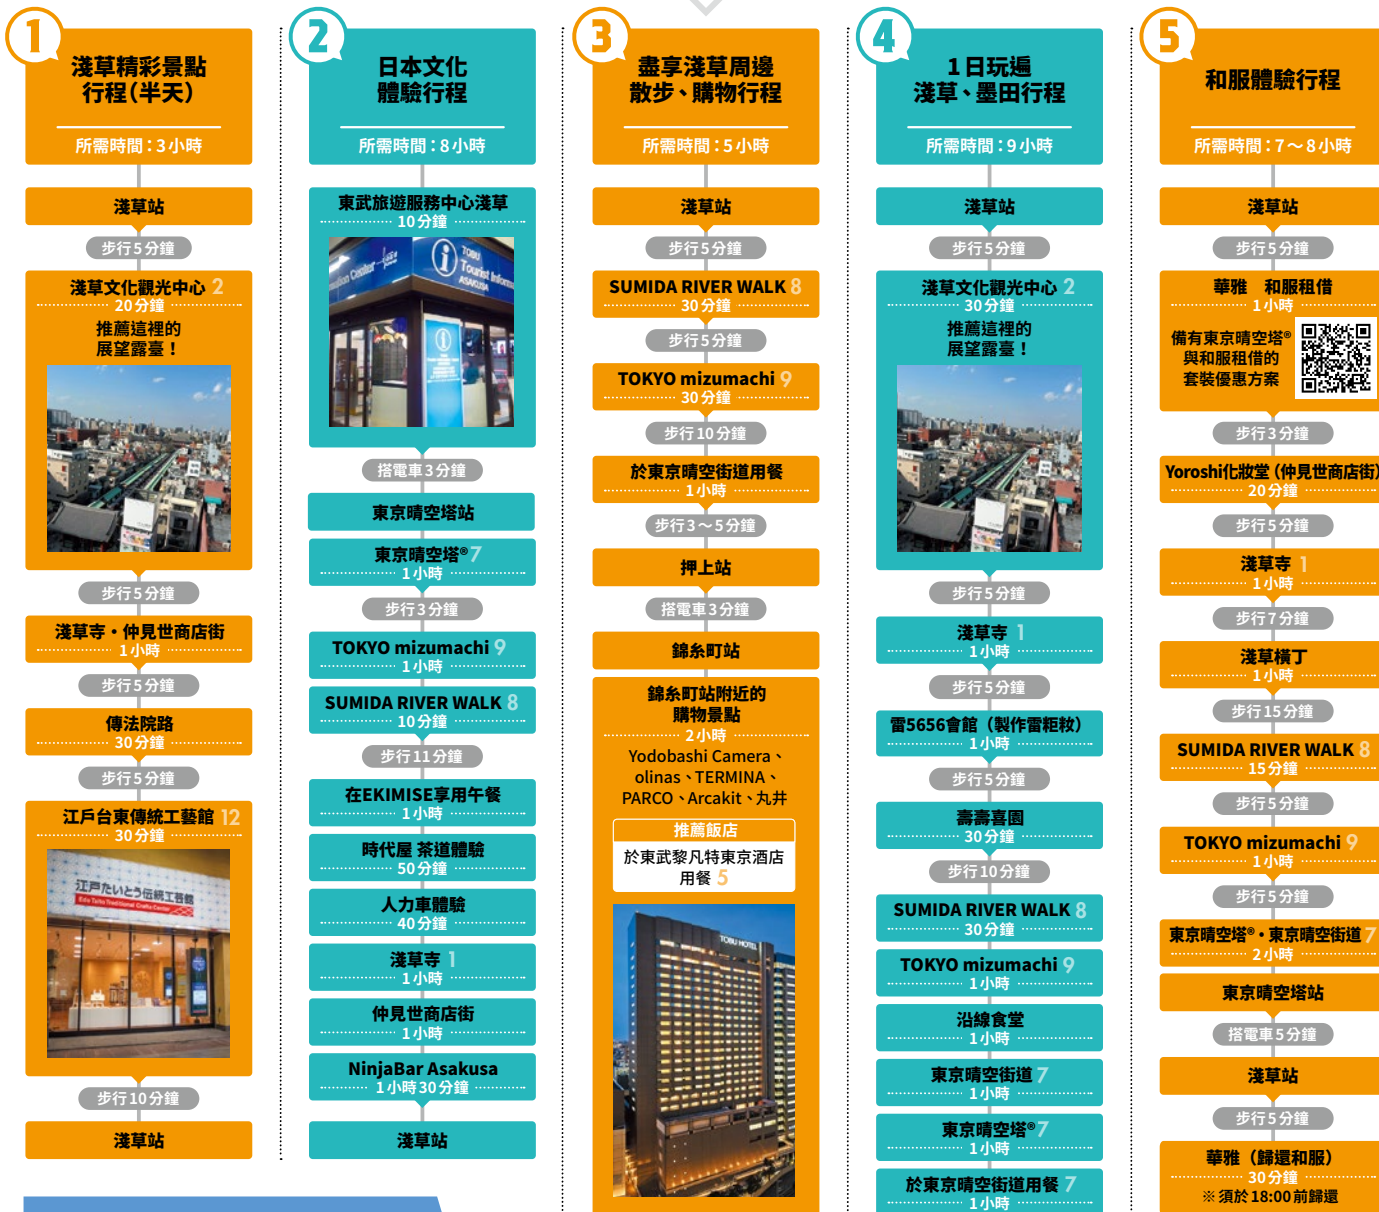 1
淺草精彩景點
行程(半天)
所需時間：3小時
淺草站
步行5分鐘
淺草文化觀光中心 2
20分鐘
推薦這裡的
展望露臺！
步行5分鐘
淺草寺・仲見世商店街
1小時
步行5分鐘
傳法院路
30分鐘
步行5分鐘
江戶台東傳統工藝館 12
30分鐘
江戸たいとう伝統工芸館
Edo Taito Traditional Crafts Center
步行10分鐘
淺草站
2
日本文化
體驗行程
所需時間：8小時
東武旅遊服務中心淺草
10分鐘
TOBU
Tourist Information
ASAKUSA
搭電車3分鐘
東京晴空塔站
東京晴空塔® 7
1小時
步行3分鐘
TOKYO mizumachi 9
1小時
SUMIDA RIVER WALK 8
10分鐘
步行11分鐘
在EKIMISE享用午餐
1小時
時代屋 茶道體驗
50分鐘
人力車體驗
40分鐘
淺草寺 1
1小時
仲見世商店街
1小時
NinjaBar Asakusa
1小時30分鐘
淺草站
3
盡享淺草周邊
散步、購物行程
所需時間：5小時
淺草站
步行5分鐘
SUMIDA RIVER WALK 8
30分鐘
步行5分鐘
TOKYO mizumachi 9
30分鐘
步行10分鐘
於東京晴空街道用餐
1小時
步行3～5分鐘
押上站
搭電車3分鐘
錦糸町站
錦糸町站附近的
購物景點
2小時
Yodobashi Camera、
olinas、TERMINA、
PARCO、Arcakit、丸井
推薦飯店
於東武黎凡特東京酒店
用餐 5
TOBU HOTEL
4
1日玩遍
淺草、墨田行程
所需時間：9小時
淺草站
步行5分鐘
淺草文化觀光中心 2
30分鐘
推薦這裡的
展望露臺！
步行5分鐘
淺草寺 1
1小時
步行5分鐘
雷5656會館（製作雷粔籹）
1小時
步行5分鐘
壽壽喜園
30分鐘
步行10分鐘
SUMIDA RIVER WALK 8
30分鐘
TOKYO mizumachi 9
1小時
沿線食堂
1小時
東京晴空街道 7
1小時
東京晴空塔® 7
1小時
於東京晴空街道用餐 7
1小時
5
和服體驗行程
所需時間：7～8小時
淺草站
步行5分鐘
華雅　和服租借
1小時
備有東京晴空塔®
與和服租借的
套裝優惠方案
步行3分鐘
Yoroshi化妝堂（仲見世商店街）
20分鐘
步行5分鐘
淺草寺 1
1小時
步行7分鐘
淺草橫丁
1小時
步行15分鐘
SUMIDA RIVER WALK 8
15分鐘
步行5分鐘
TOKYO mizumachi 9
1小時
步行5分鐘
東京晴空塔®・東京晴空街道 7
2小時
東京晴空塔站
搭電車5分鐘
淺草站
步行5分鐘
華雅（歸還和服）
30分鐘
※須於18:00前歸還